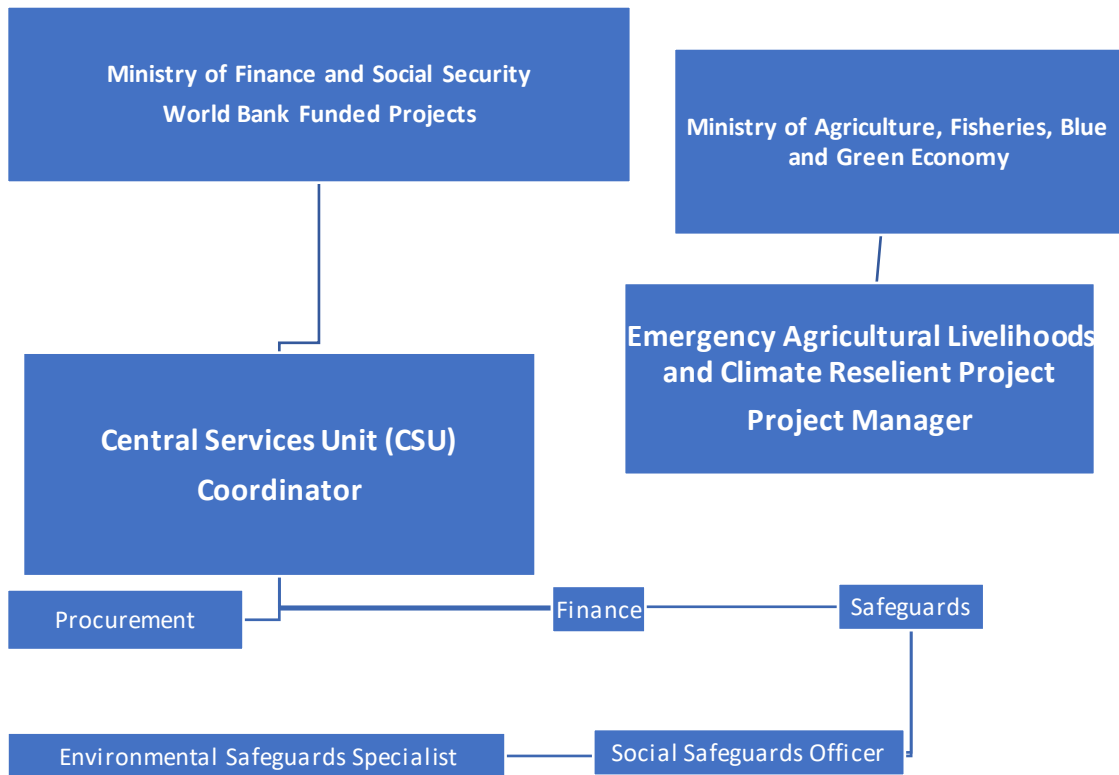 Ministry of Finance and Social Security
World Bank Funded Projects
Ministry of Agriculture, Fisheries, Blue
and Green Economy
Emergency Agricultural Livelihoods
and Climate Reselient Project
Project Manager
Central Services Unit (CSU)
Coordinator
Procurement
Finance
Safeguards
Environmental Safeguards Specialist
Social Safeguards Officer